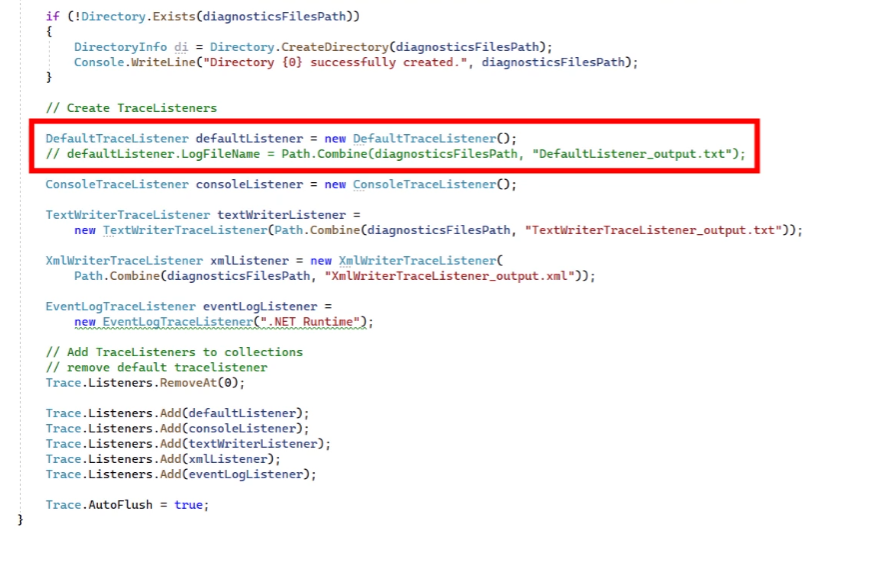 if (!Directory.Exists(diagnosticsFilesPath))
{
DirectoryInfo di = Directory.CreateDirectory(diagnosticsFilesPath);
Console.WriteLine("Directory {0} successfully created.", diagnosticsFilesPath);
}
// Create TraceListeners
DefaultTraceListener defaultListener = new DefaultTraceListener();
// defaultListener.LogFileName = Path.Combine(diagnosticsFilesPath, "DefaultListener_output.txt");
ConsoleTraceListener consoleListener = new ConsoleTraceListener();
TextWriterTraceListener textWriterListener =
new TextWriterTraceListener(Path.Combine(diagnosticsFilesPath, "TextWriterTraceListener_output.txt"));
XmlWriterTraceListener xmlListener = new XmlWriterTraceListener(
Path.Combine(diagnosticsFilesPath, "XmlWriterTraceListener_output.xml"));
EventLogTraceListener eventLogListener =
new EventLogTraceListener(".NET Runtime");
// Add TraceListeners to collections
// remove default tracelistener
Trace.Listeners.RemoveAt(0);
Trace.Listeners.Add(defaultListener);
Trace.Listeners.Add(consoleListener);
Trace.Listeners.Add(textWriterListener);
Trace.Listeners.Add(xmlListener);
Trace.Listeners.Add(eventLogListener);
Trace.AutoFlush = true;
}